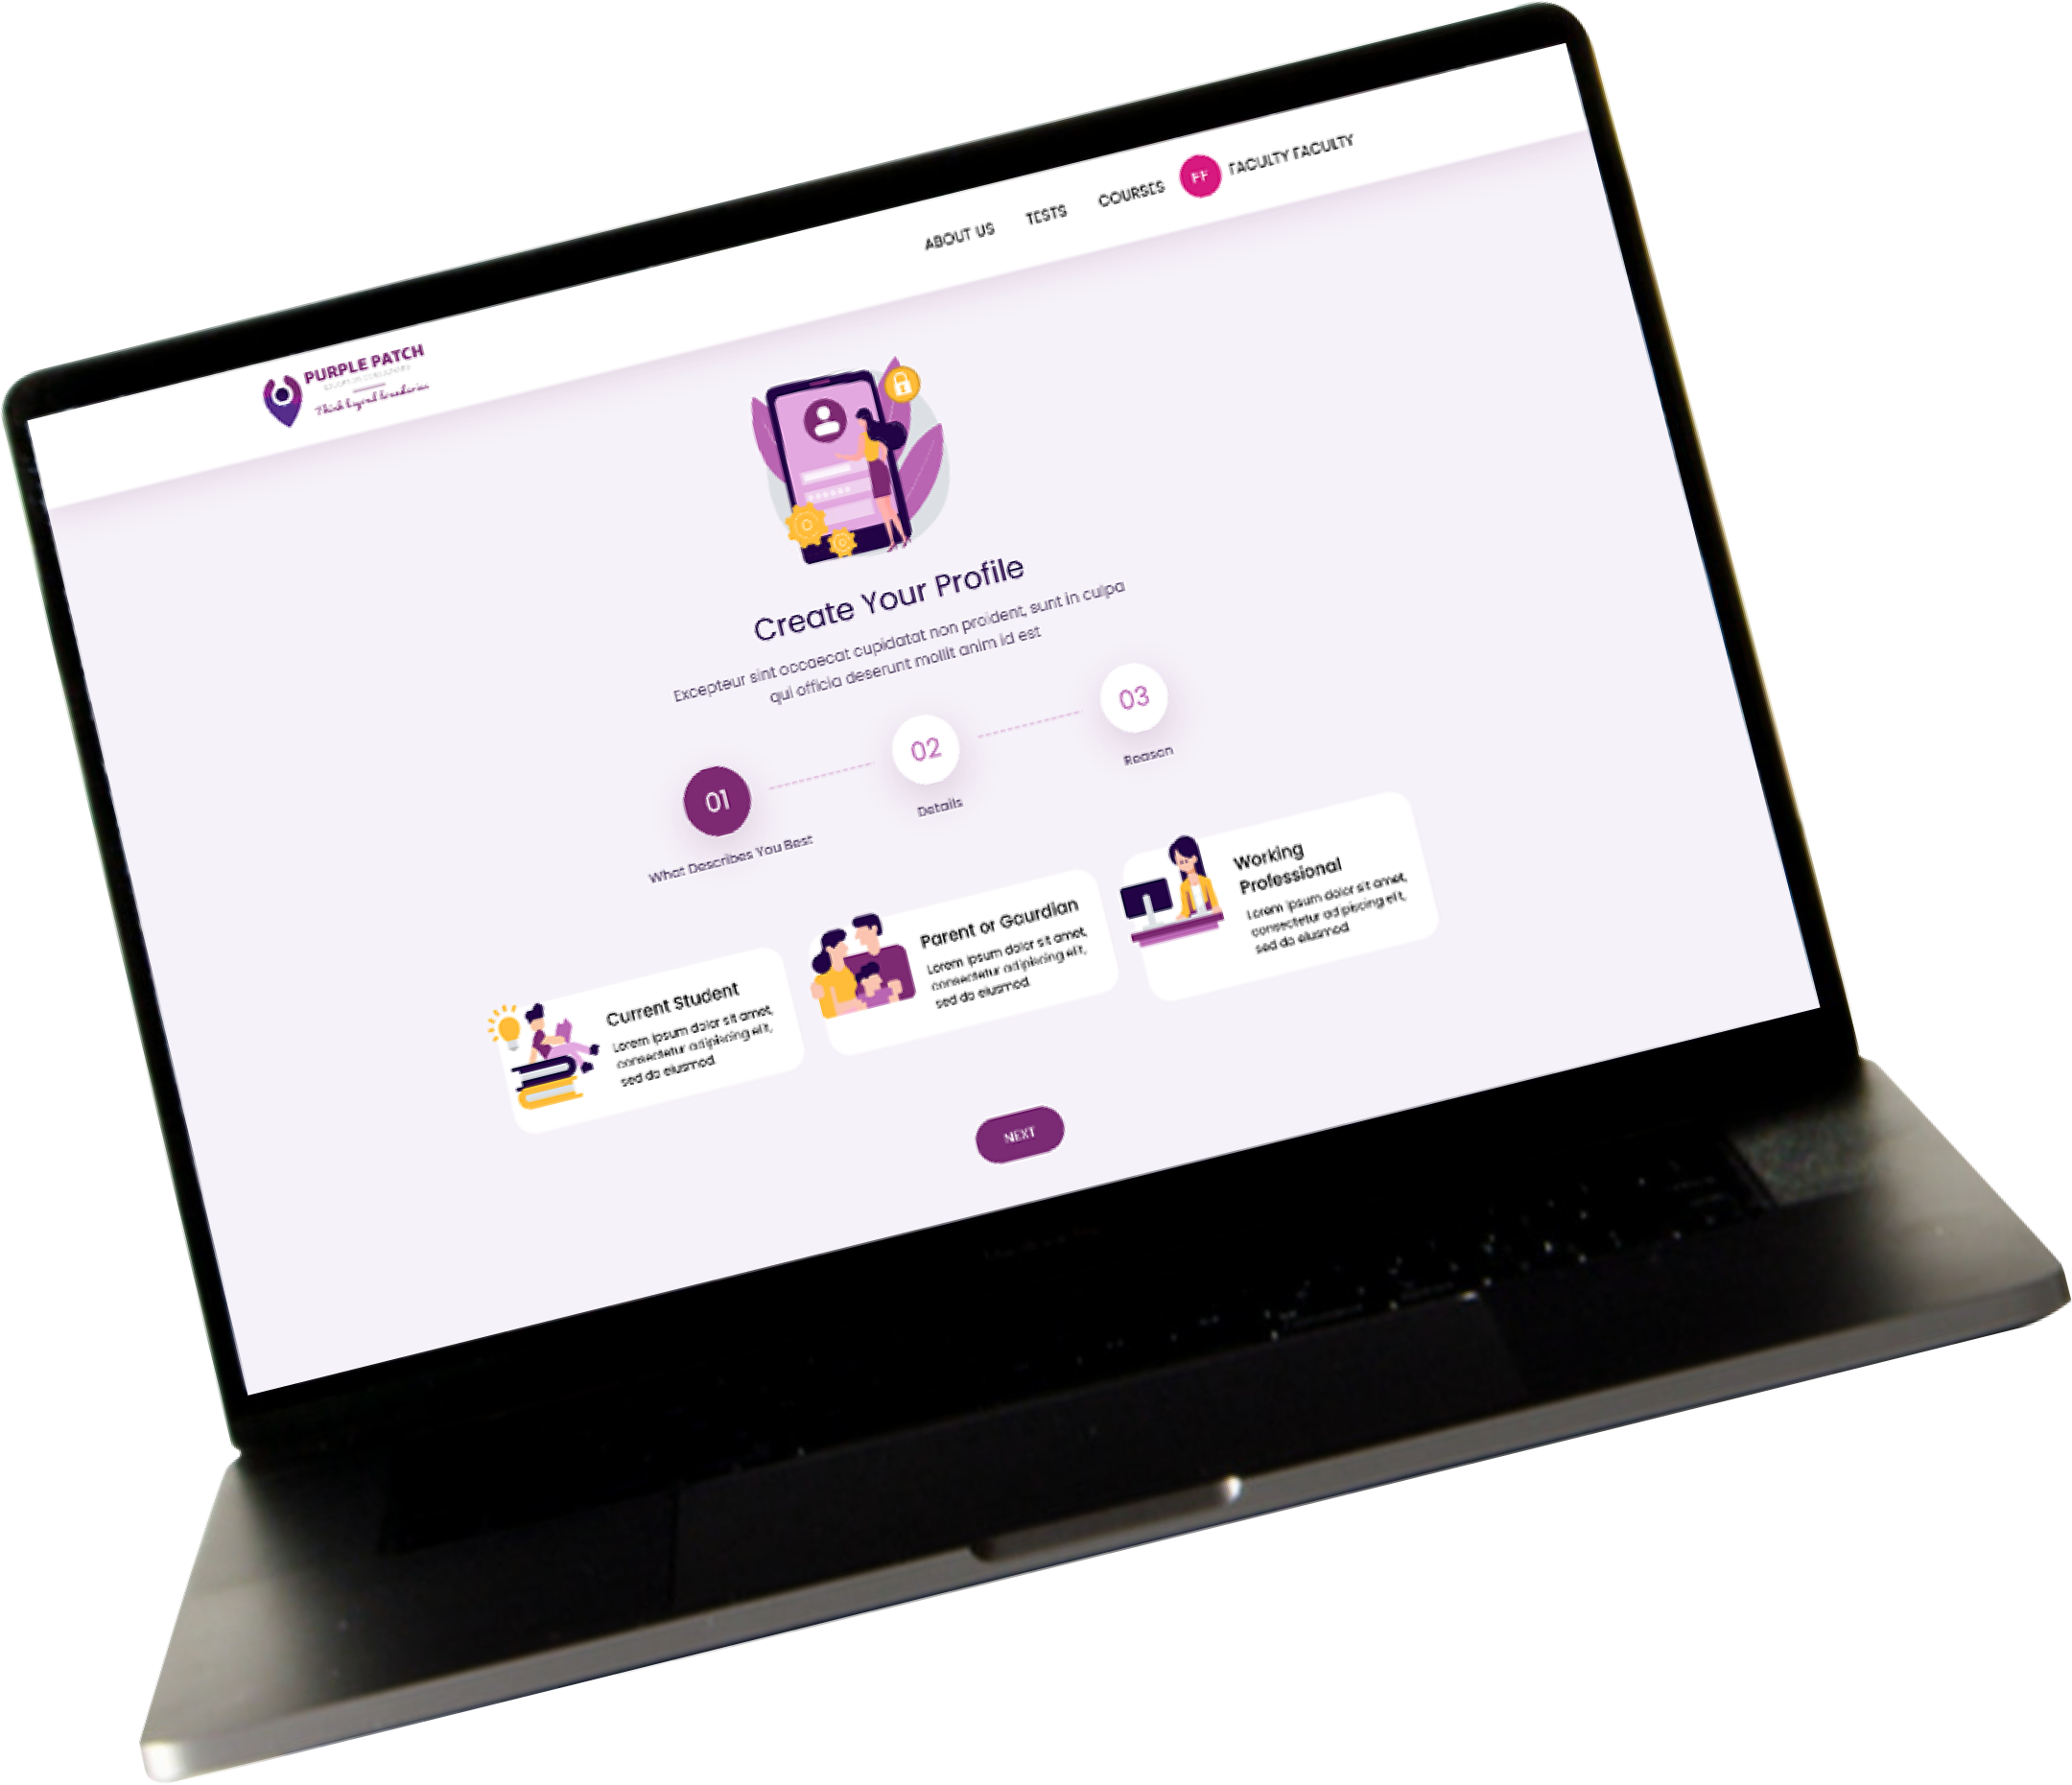 ABOUT US
TESTS
COURSES
FF
FACULTY FACULTY
PURPLE PATCH
Think beyond boundaries
Create Your Profile
Excepteur sint occaecat cupidatat non proident, sunt in culpa
qui officia deserunt mollit anim id est
01
What Describes You Best
02
Details
03
Reason
Current Student
Lorem ipsum dolor sit amet,
consectetur adipiscing elit,
sed do eiusmod
Parent or Gaurdian
Lorem ipsum dolor sit amet,
consectetur adipiscing elit,
sed do eiusmod
Working
Professional
Lorem ipsum dolor sit amet,
consectetur adipiscing elit,
sed do eiusmod
NEXT